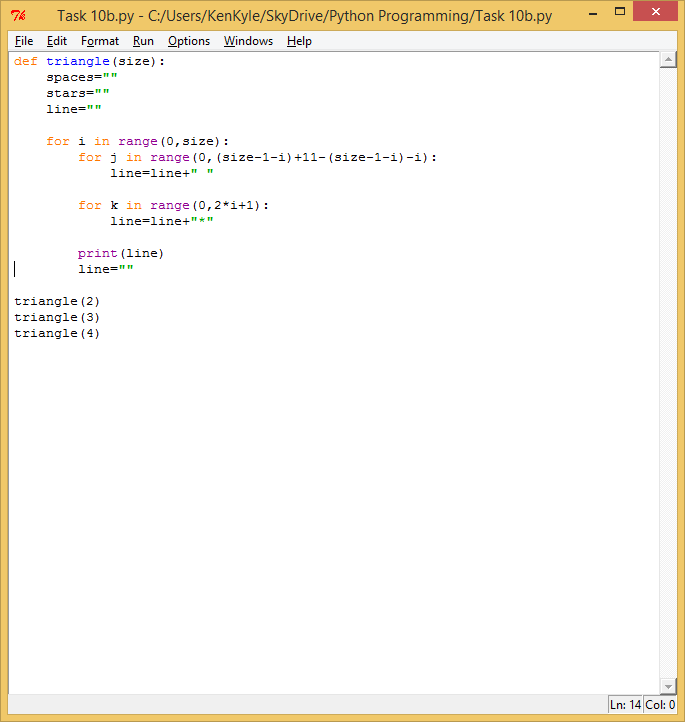 Task 10b.py - C:/Users/KenKyle/SkyDrive/Python Programming/Task 10b.py
File Edit Format Run Options Windows Help
def triangle(size):
    spaces=""
    stars=""
    line=""

    for i in range(0,size):
        for j in range(0,(size-1-i)+11-(size-1-i)-i):
            line=line+" "

        for k in range(0,2*i+1):
            line=line+"*"

        print(line)
        line=""

triangle(2)
triangle(3)
triangle(4)
Ln: 14 Col: 0